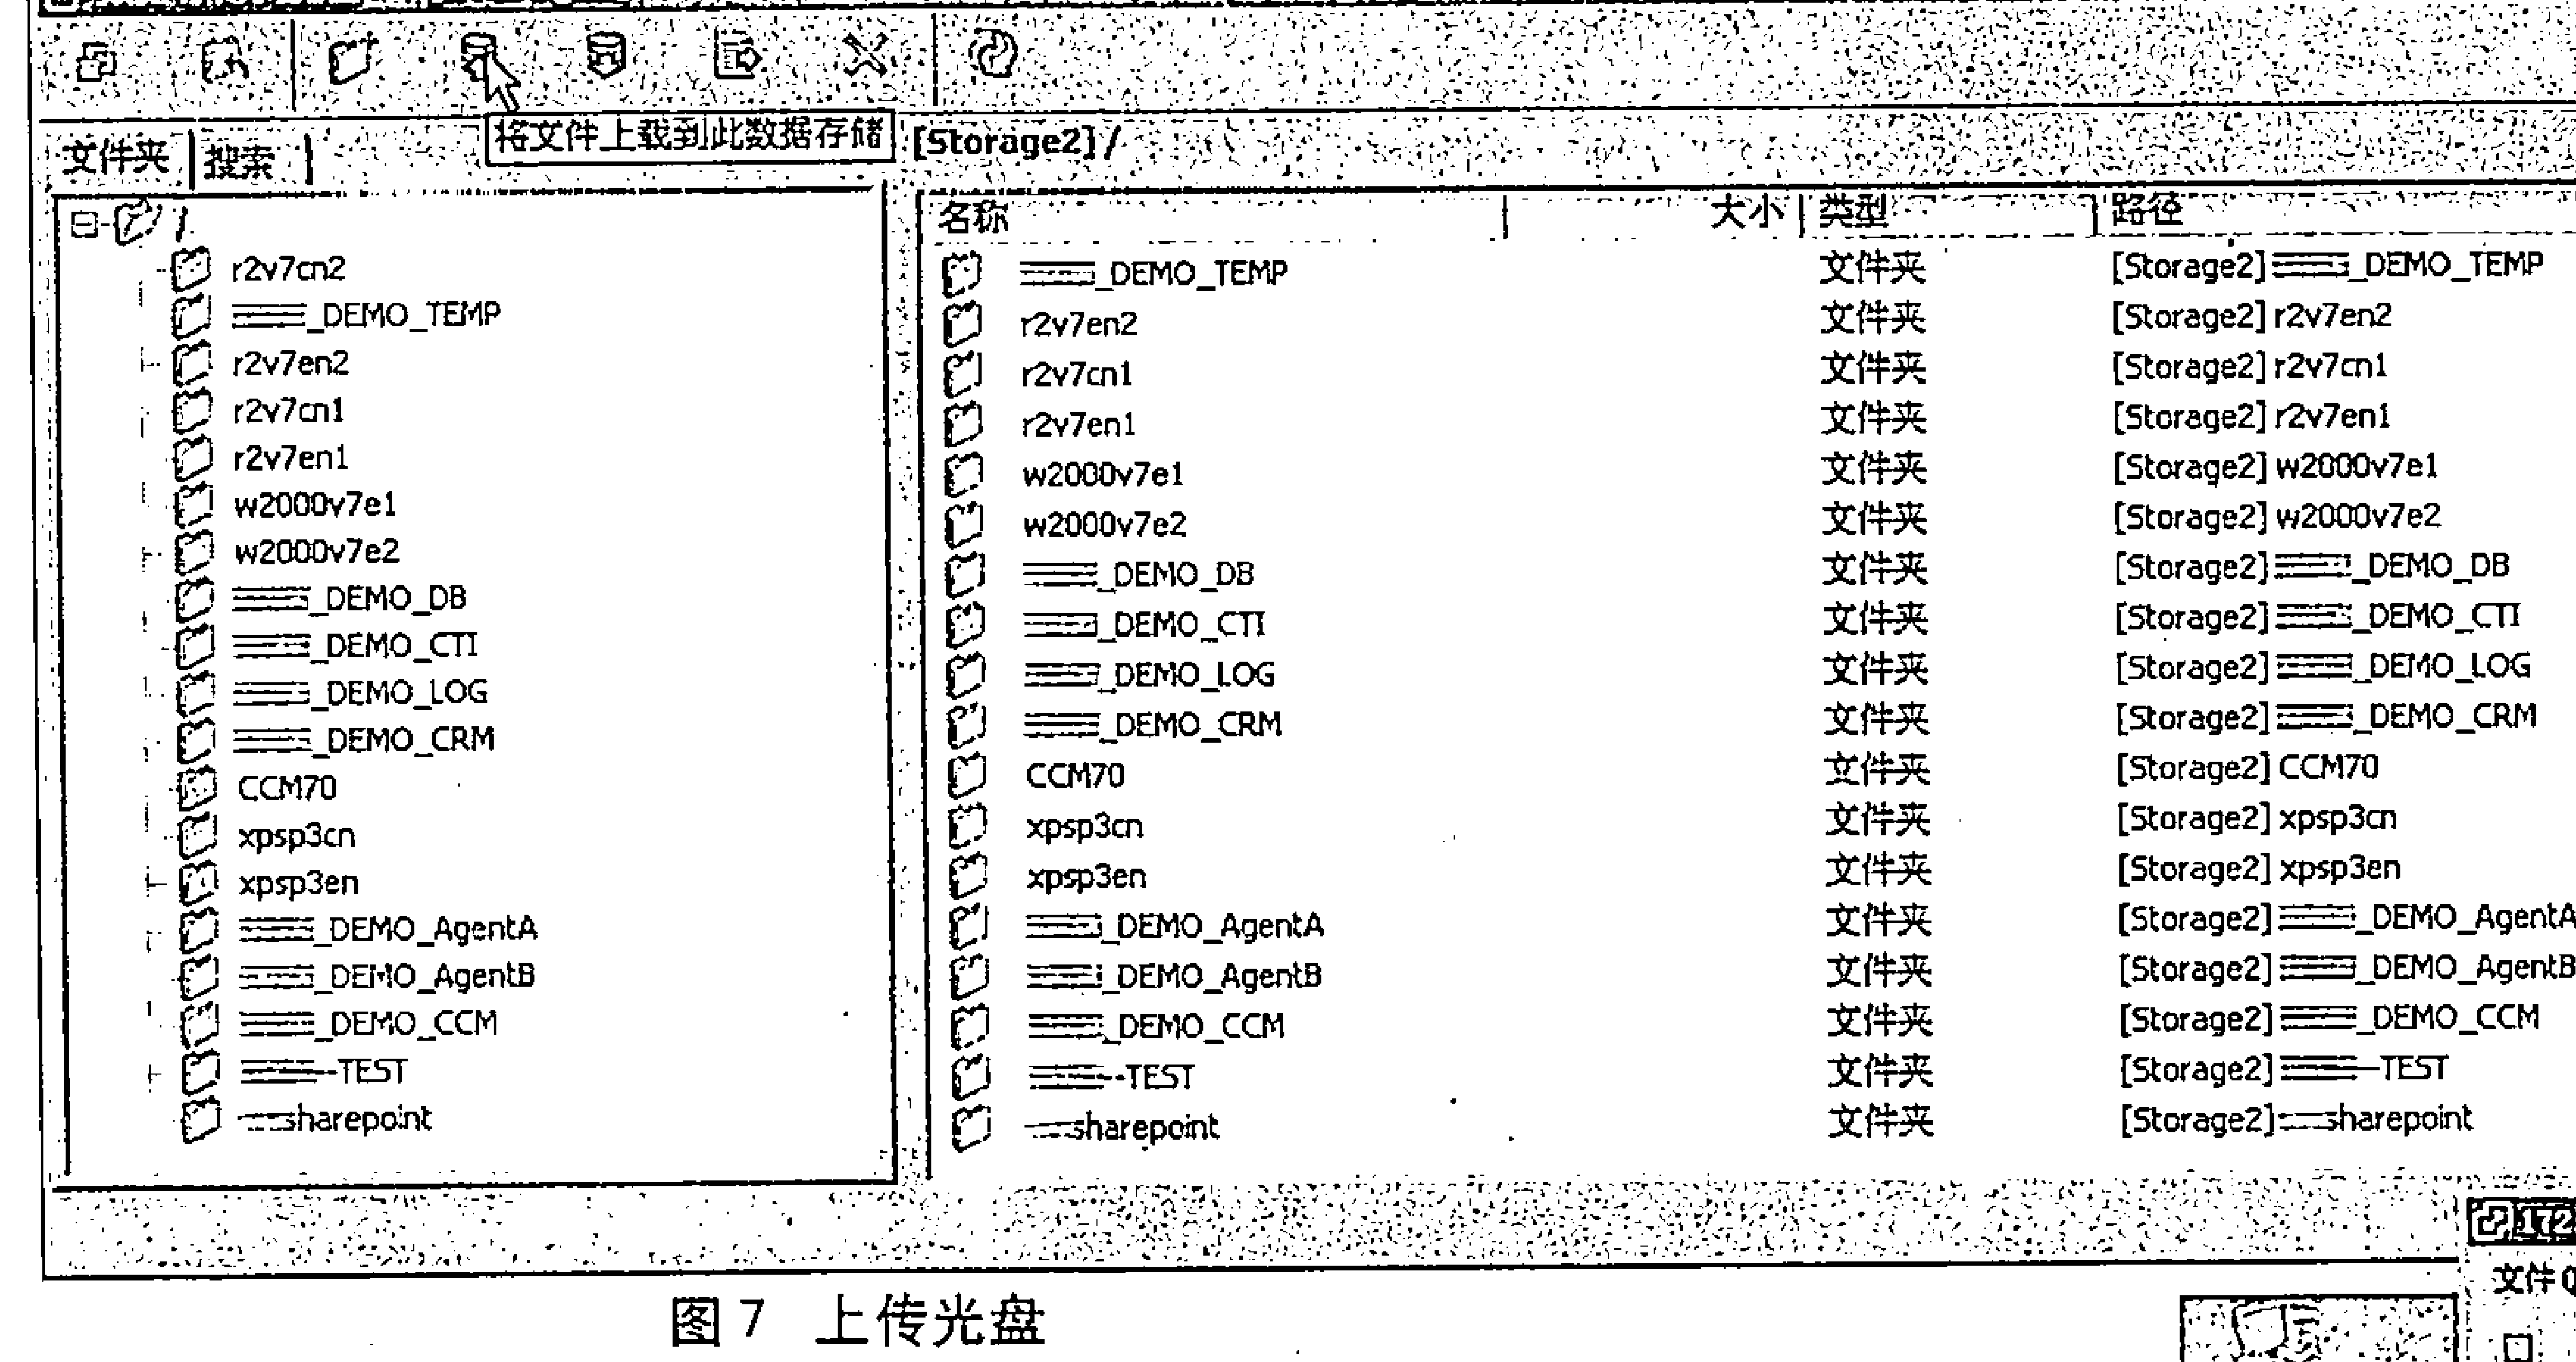 将文件上载到此数据存储
文件夹 搜索 [Storage2] /
/
r2v7cn2
_DEMO_TEMP
r2v7en2
r2v7cn1
r2v7en1
w2000v7e1
w2000v7e2
_DEMO_DB
_DEMO_CTI
_DEMO_LOG
_DEMO_CRM
CCM70
xpsp3cn
xpsp3en
_DEMO_AgentA
_DEMO_AgentB
_DEMO_CCM
-TEST
sharepoint
名称 大小 类型 路径
_DEMO_TEMP 文件夹 [Storage2] _DEMO_TEMP
r2v7en2 文件夹 [Storage2] r2v7en2
r2v7cn1 文件夹 [Storage2] r2v7cn1
r2v7en1 文件夹 [Storage2] r2v7en1
w2000v7e1 文件夹 [Storage2] w2000v7e1
w2000v7e2 文件夹 [Storage2] w2000v7e2
_DEMO_DB 文件夹 [Storage2] _DEMO_DB
_DEMO_CTI 文件夹 [Storage2] _DEMO_CTI
_DEMO_LOG 文件夹 [Storage2] _DEMO_LOG
_DEMO_CRM 文件夹 [Storage2] _DEMO_CRM
CCM70 文件夹 [Storage2] CCM70
xpsp3cn 文件夹 [Storage2] xpsp3cn
xpsp3en 文件夹 [Storage2] xpsp3en
_DEMO_AgentA 文件夹 [Storage2] _DEMO_AgentA
_DEMO_AgentB 文件夹 [Storage2] _DEMO_AgentB
_DEMO_CCM 文件夹 [Storage2] _DEMO_CCM
-TEST 文件夹 [Storage2] -TEST
sharepoint 文件夹 [Storage2] sharepoint
172
文件
图 7 上传光盘